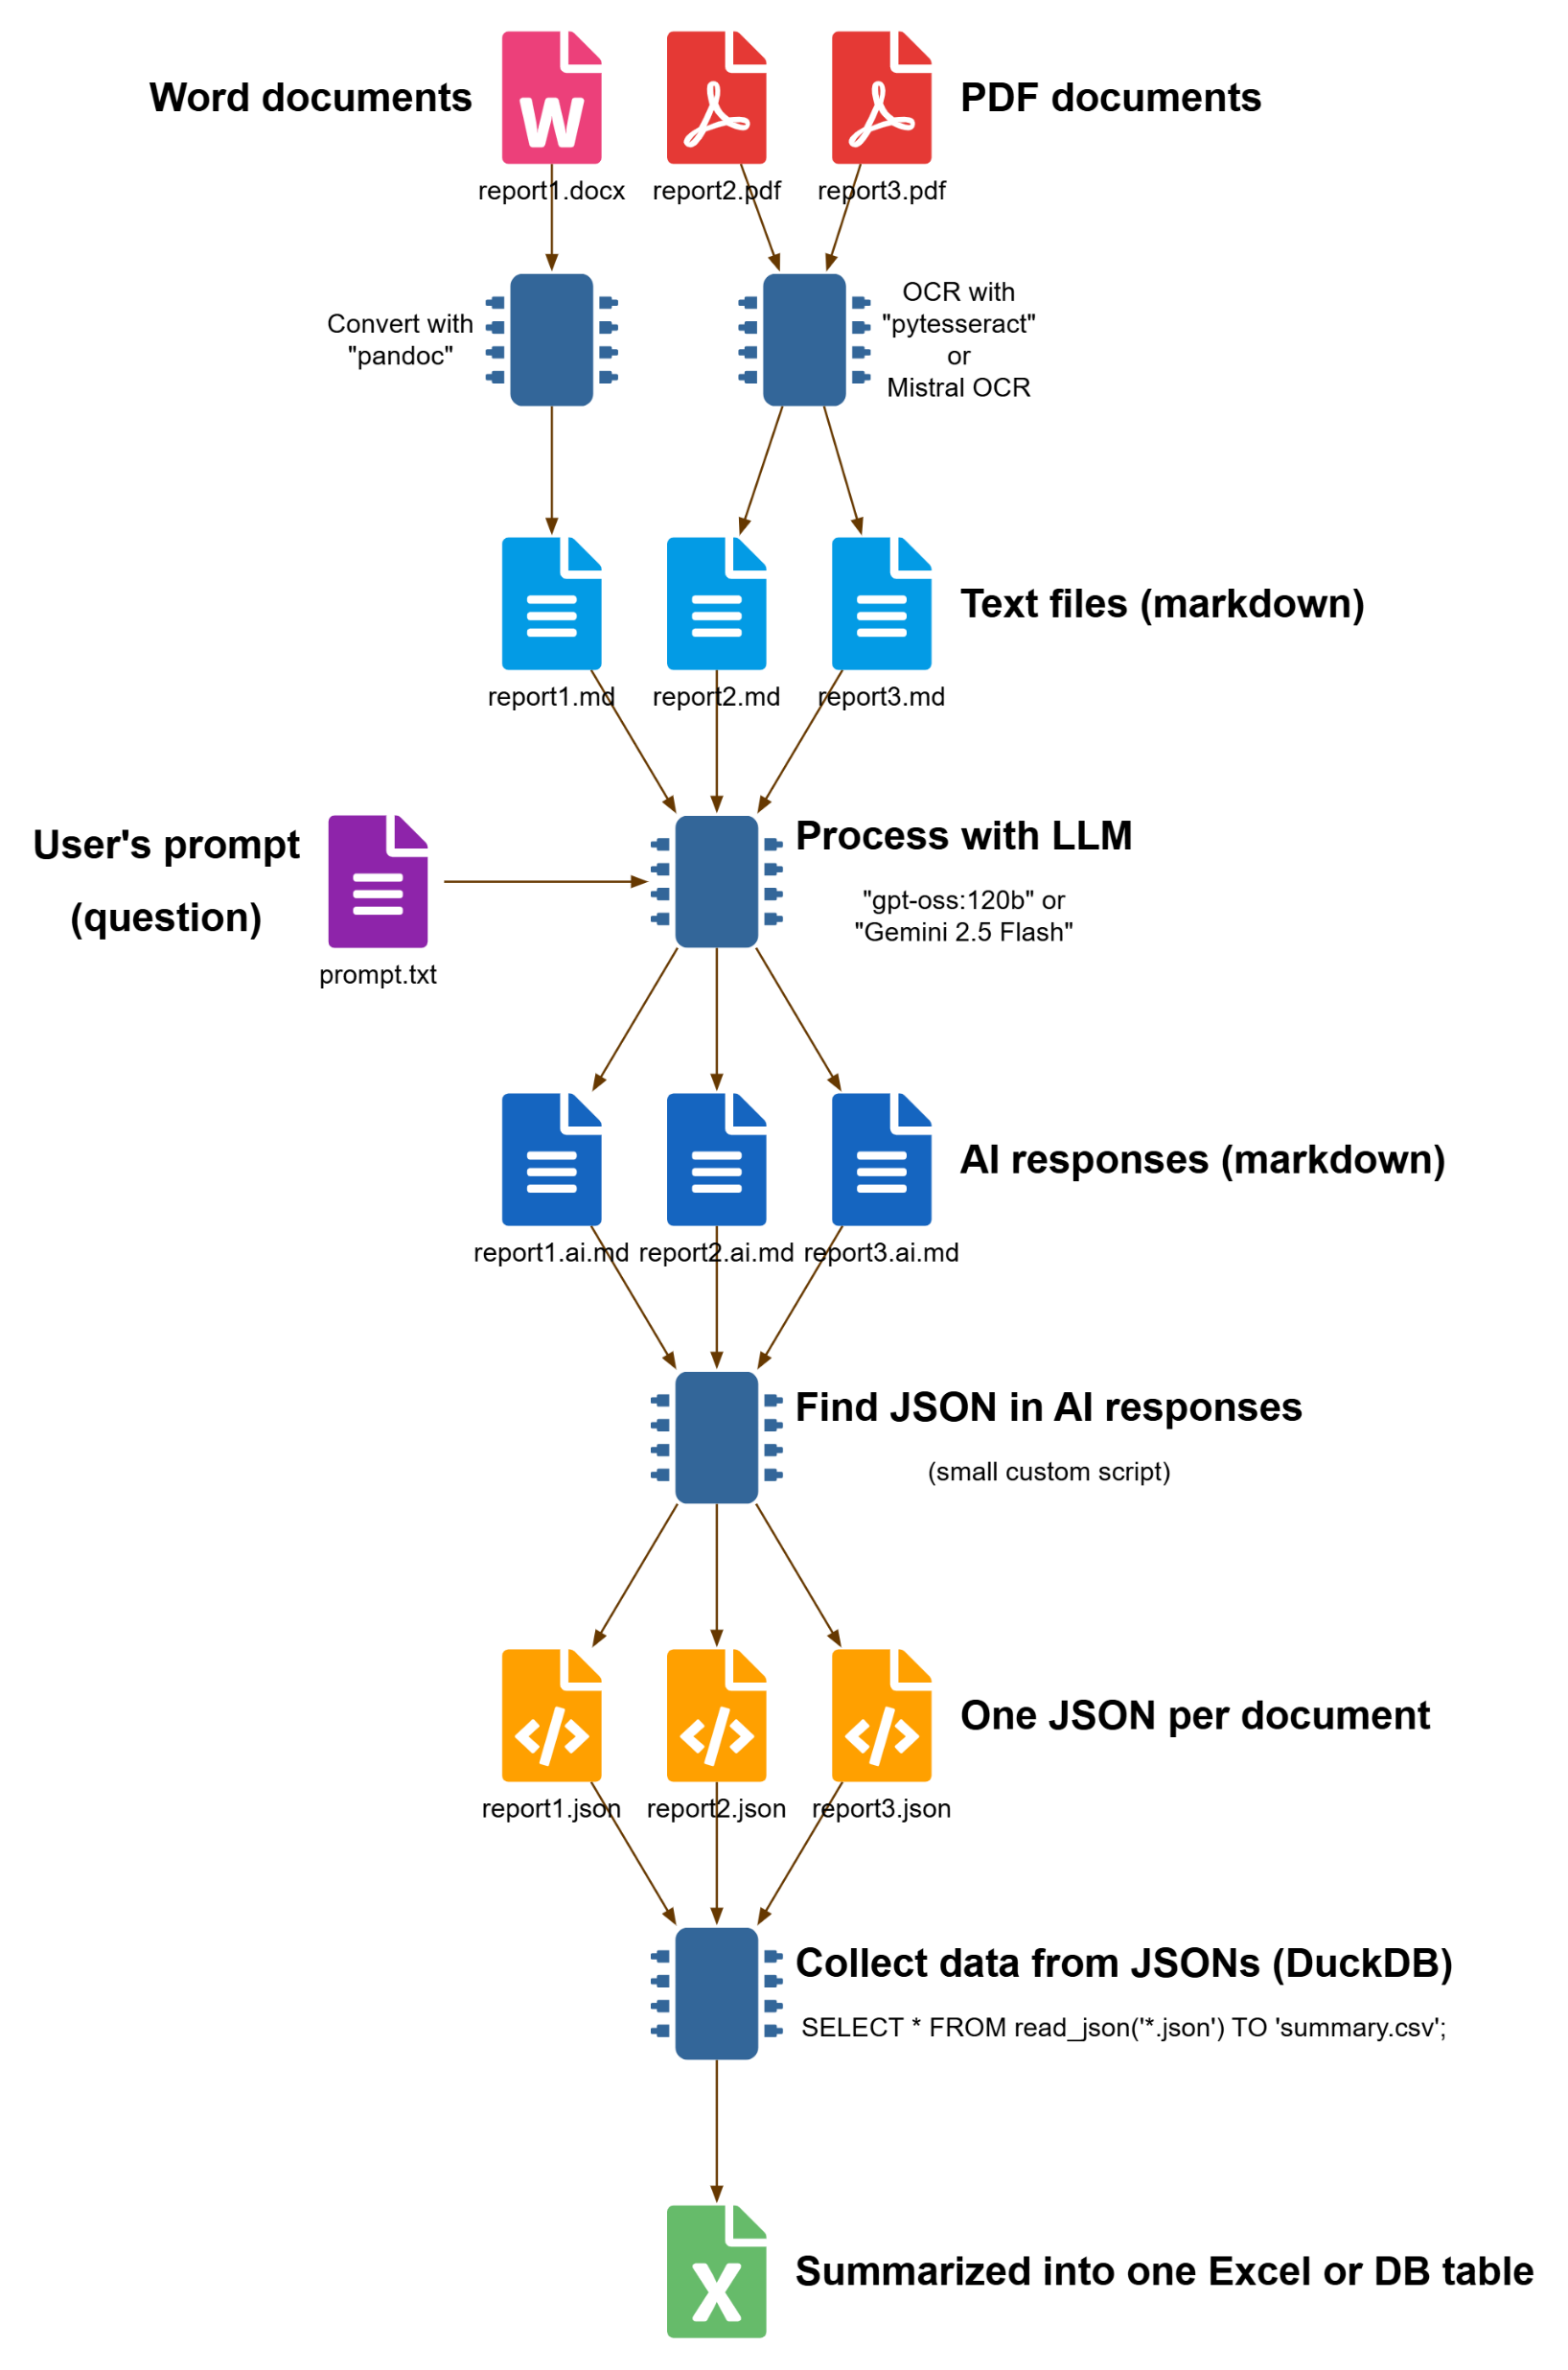 Word documents
W
PDF documents
report1.docx
report2.pdf
report3.pdf
Convert with
"pandoc"
OCR with
"pytesseract"
or
Mistral OCR
Text files (markdown)
report1.md
report2.md
report3.md
User's prompt
(question)
prompt.txt
Process with LLM
"gpt-oss:120b" or
"Gemini 2.5 Flash"
AI responses (markdown)
report1.ai.md
report2.ai.md
report3.ai.md
Find JSON in AI responses
(small custom script)
</>
</>
</>
One JSON per document
report1.json
report2.json
report3.json
Collect data from JSONs (DuckDB)
SELECT * FROM read_json('*.json') TO 'summary.csv';
X
Summarized into one Excel or DB table